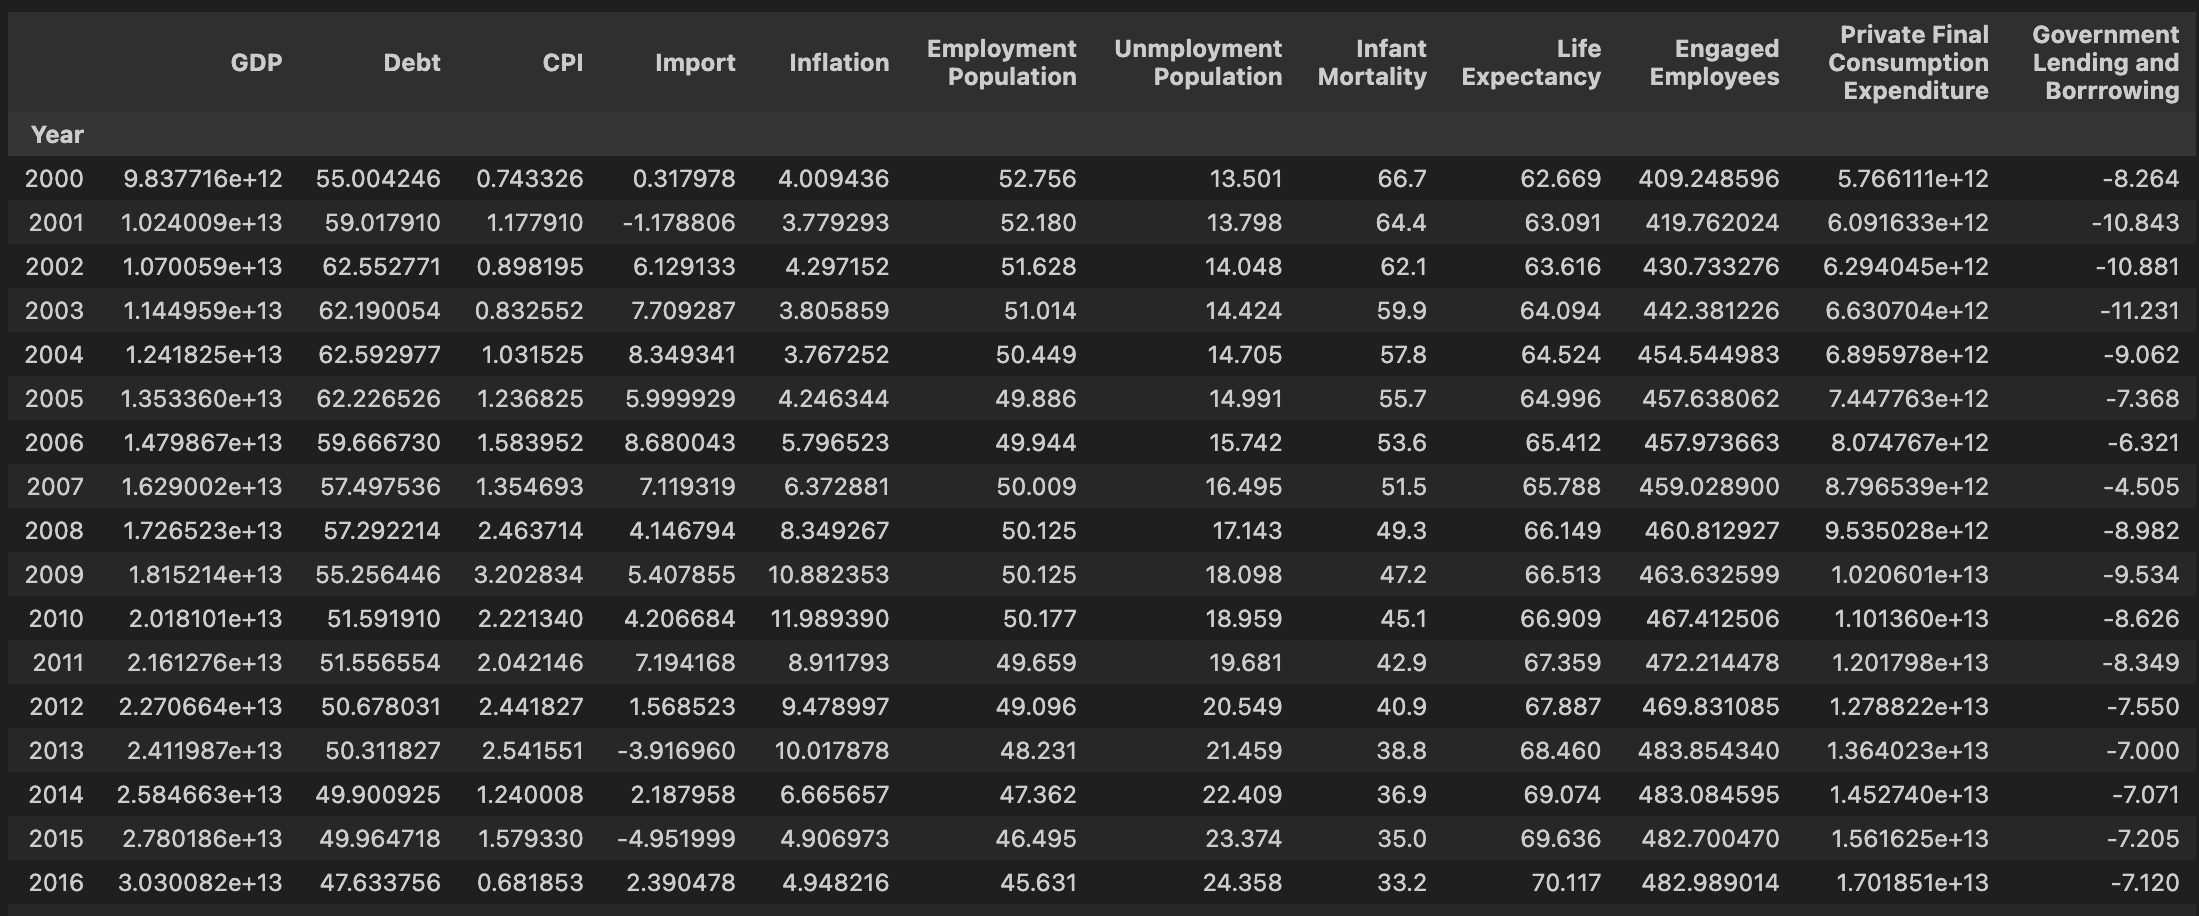 GDP Debt CPI Import Inflation Employment Population Unmployment Population Infant Mortality Life Expectancy Engaged Employees Private Final Consumption Expenditure Government Lending and Borrrowing
Year
2000 9.837716e+12 55.004246 0.743326 0.317978 4.009436 52.756 13.501 66.7 62.669 409.248596 5.766111e+12 -8.264
2001 1.024009e+13 59.017910 1.177910 -1.178806 3.779293 52.180 13.798 64.4 63.091 419.762024 6.091633e+12 -10.843
2002 1.070059e+13 62.552771 0.898195 6.129133 4.297152 51.628 14.048 62.1 63.616 430.733276 6.294045e+12 -10.881
2003 1.144959e+13 62.190054 0.832552 7.709287 3.805859 51.014 14.424 59.9 64.094 442.381226 6.630704e+12 -11.231
2004 1.241825e+13 62.592977 1.031525 8.349341 3.767252 50.449 14.705 57.8 64.524 454.544983 6.895978e+12 -9.062
2005 1.353360e+13 62.226526 1.236825 5.999929 4.246344 49.886 14.991 55.7 64.996 457.638062 7.447763e+12 -7.368
2006 1.479867e+13 59.666730 1.583952 8.680043 5.796523 49.944 15.742 53.6 65.412 457.973663 8.074767e+12 -6.321
2007 1.629002e+13 57.497536 1.354693 7.119319 6.372881 50.009 16.495 51.5 65.788 459.028900 8.796539e+12 -4.505
2008 1.726523e+13 57.292214 2.463714 4.146794 8.349267 50.125 17.143 49.3 66.149 460.812927 9.535028e+12 -8.982
2009 1.815214e+13 55.256446 3.202834 5.407855 10.882353 50.125 18.098 47.2 66.513 463.632599 1.020601e+13 -9.534
2010 2.018101e+13 51.591910 2.221340 4.206684 11.989390 50.177 18.959 45.1 66.909 467.412506 1.101360e+13 -8.626
2011 2.161276e+13 51.556554 2.042146 7.194168 8.911793 49.659 19.681 42.9 67.359 472.214478 1.201798e+13 -8.349
2012 2.270664e+13 50.678031 2.441827 1.568523 9.478997 49.096 20.549 40.9 67.887 469.831085 1.278822e+13 -7.550
2013 2.411987e+13 50.311827 2.541551 -3.916960 10.017878 48.231 21.459 38.8 68.460 483.854340 1.364023e+13 -7.000
2014 2.584663e+13 49.900925 1.240008 2.187958 6.665657 47.362 22.409 36.9 69.074 483.084595 1.452740e+13 -7.071
2015 2.780186e+13 49.964718 1.579330 -4.951999 4.906973 46.495 23.374 35.0 69.636 482.700470 1.561625e+13 -7.205
2016 3.030082e+13 47.633756 0.681853 2.390478 4.948216 45.631 24.358 33.2 70.117 482.989014 1.701851e+13 -7.120